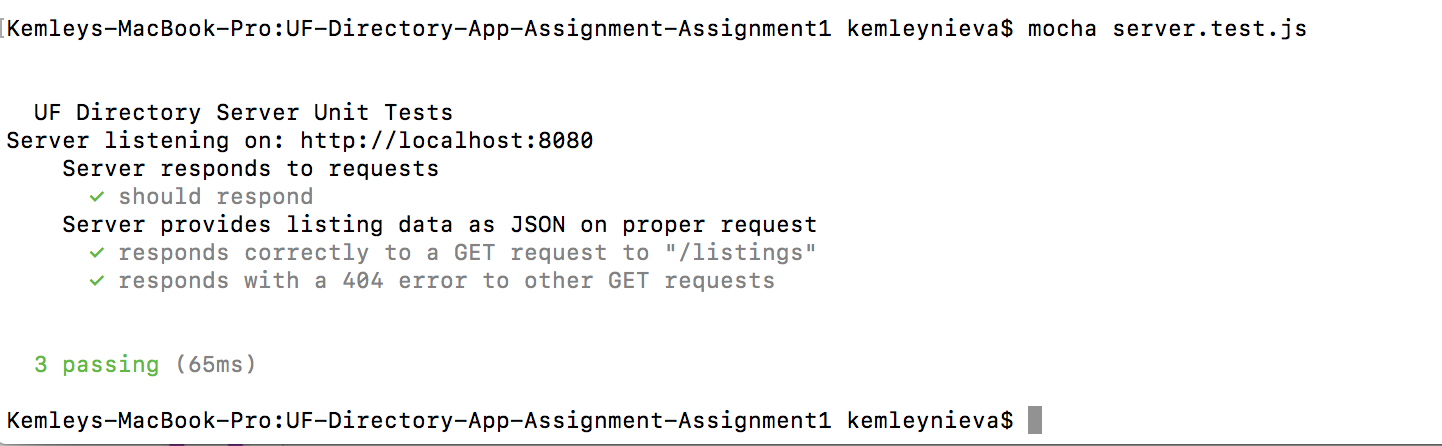 Kemleys-MacBook-Pro:UF-Directory-App-Assignment-Assignment1 kemleynieva$ mocha server.test.js
UF Directory Server Unit Tests
Server listening on: http://localhost:8080
Server responds to requests
✓ should respond
Server provides listing data as JSON on proper request
✓ responds correctly to a GET request to "/listings"
✓ responds with a 404 error to other GET requests
3 passing (65ms)
Kemleys-MacBook-Pro:UF-Directory-App-Assignment-Assignment1 kemleynieva$